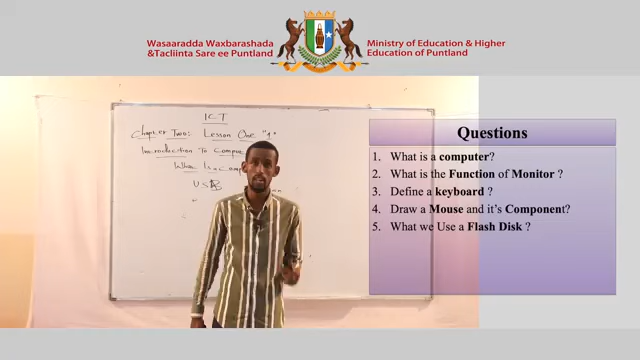 Wasaaradda Waxbarashada
&Tacliinta Sare ee Puntland
Ministry of Education & Higher
Education of Puntland
ICT
Chapter Two: Lesson One "1"
Introduction To Compu
What Is a comp
USB
Questions
1. What is a computer?
2. What is the Function of Monitor ?
3. Define a keyboard ?
4. Draw a Mouse and it's Component?
5. What we Use a Flash Disk ?